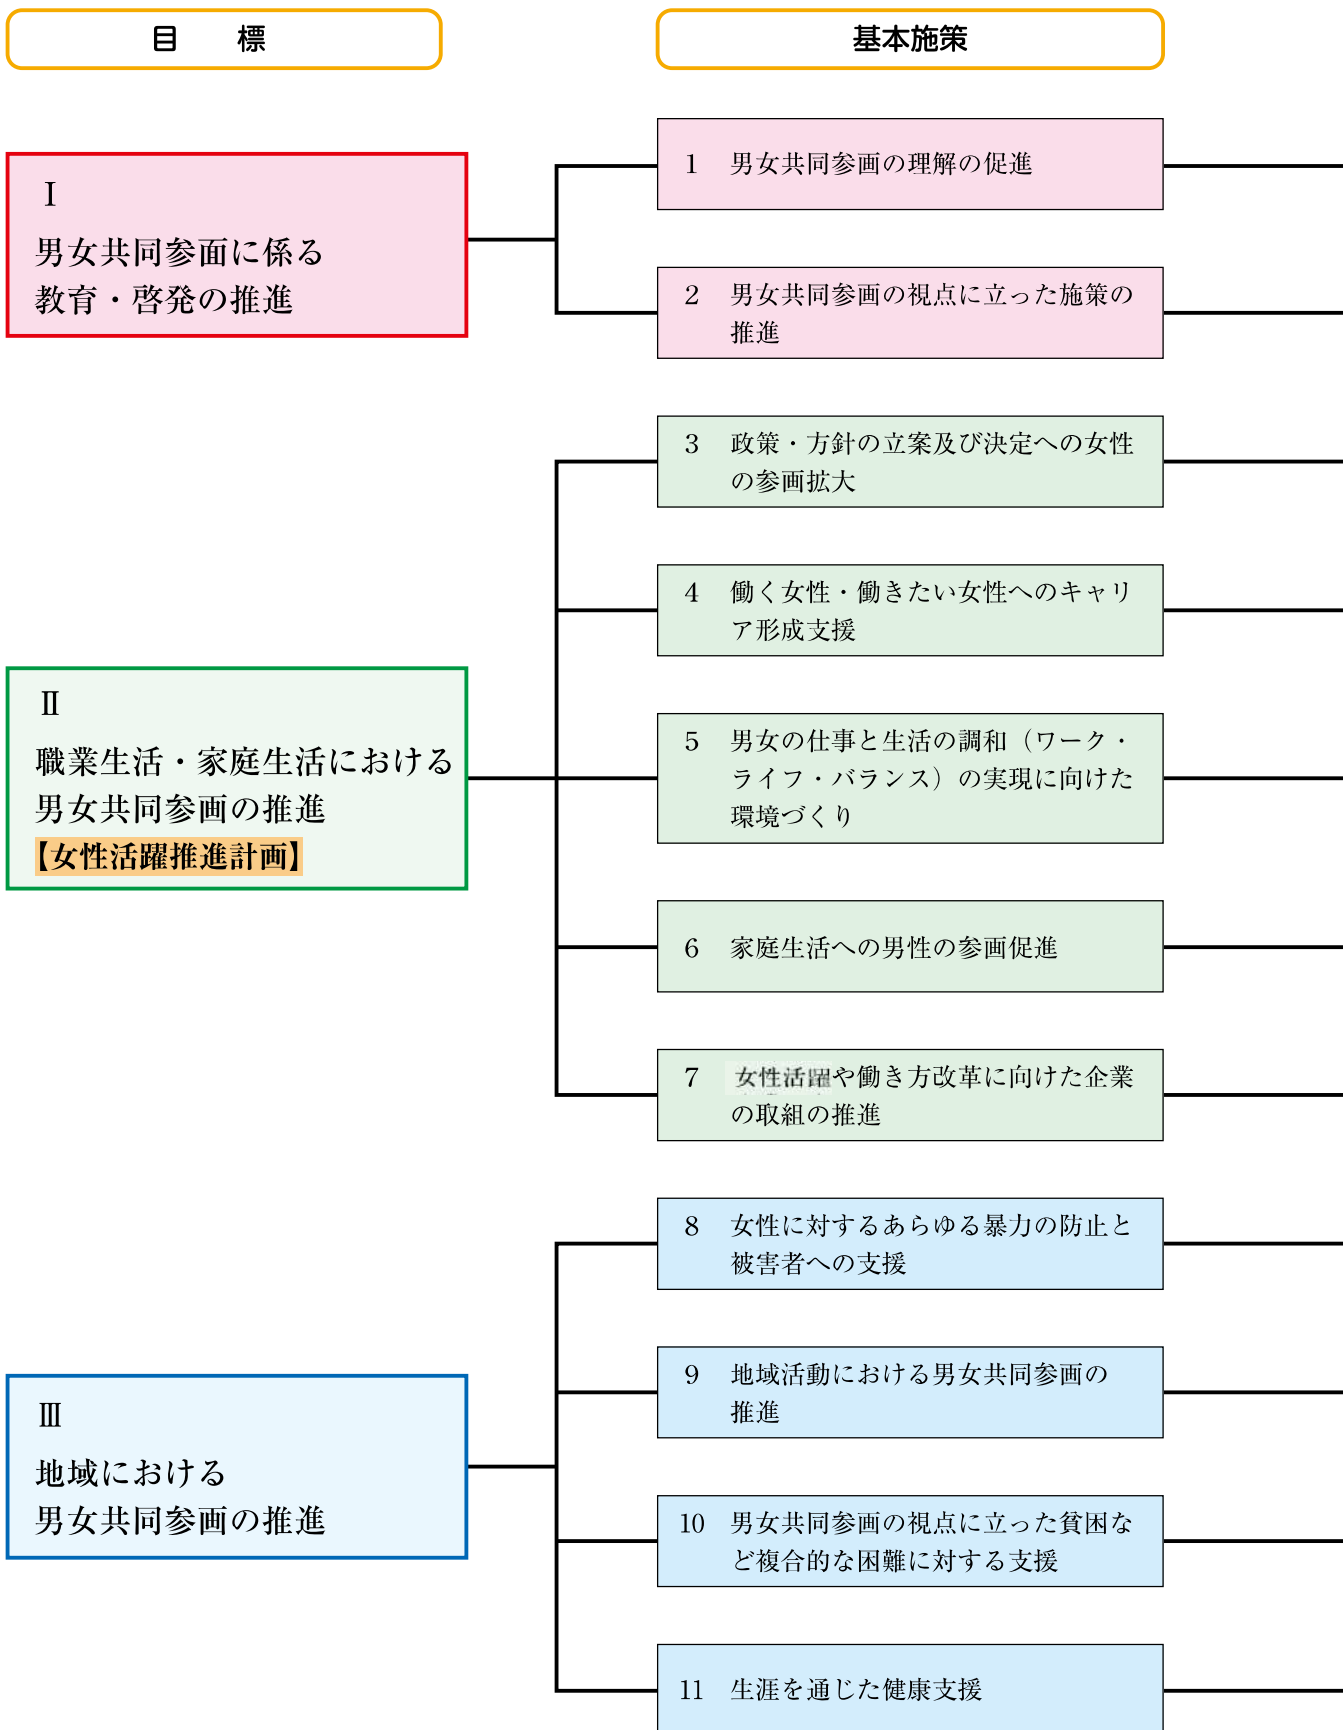 目　標
基本施策
Ⅰ
男女共同参面に係る
教育・啓発の推進
1　男女共同参画の理解の促進
2　男女共同参画の視点に立った施策の
推進
Ⅱ
職業生活・家庭生活における
男女共同参画の推進
【女性活躍推進計画】
3　政策・方針の立案及び決定への女性
の参画拡大
4　働く女性・働きたい女性へのキャリ
ア形成支援
5　男女の仕事と生活の調和（ワーク・
ライフ・バランス）の実現に向けた
環境づくり
6　家庭生活への男性の参画促進
7　女性活躍や働き方改革に向けた企業
の取組の推進
Ⅲ
地域における
男女共同参画の推進
8　女性に対するあらゆる暴力の防止と
被害者への支援
9　地域活動における男女共同参画の
推進
10　男女共同参画の視点に立った貧困な
ど複合的な困難に対する支援
11　生涯を通じた健康支援